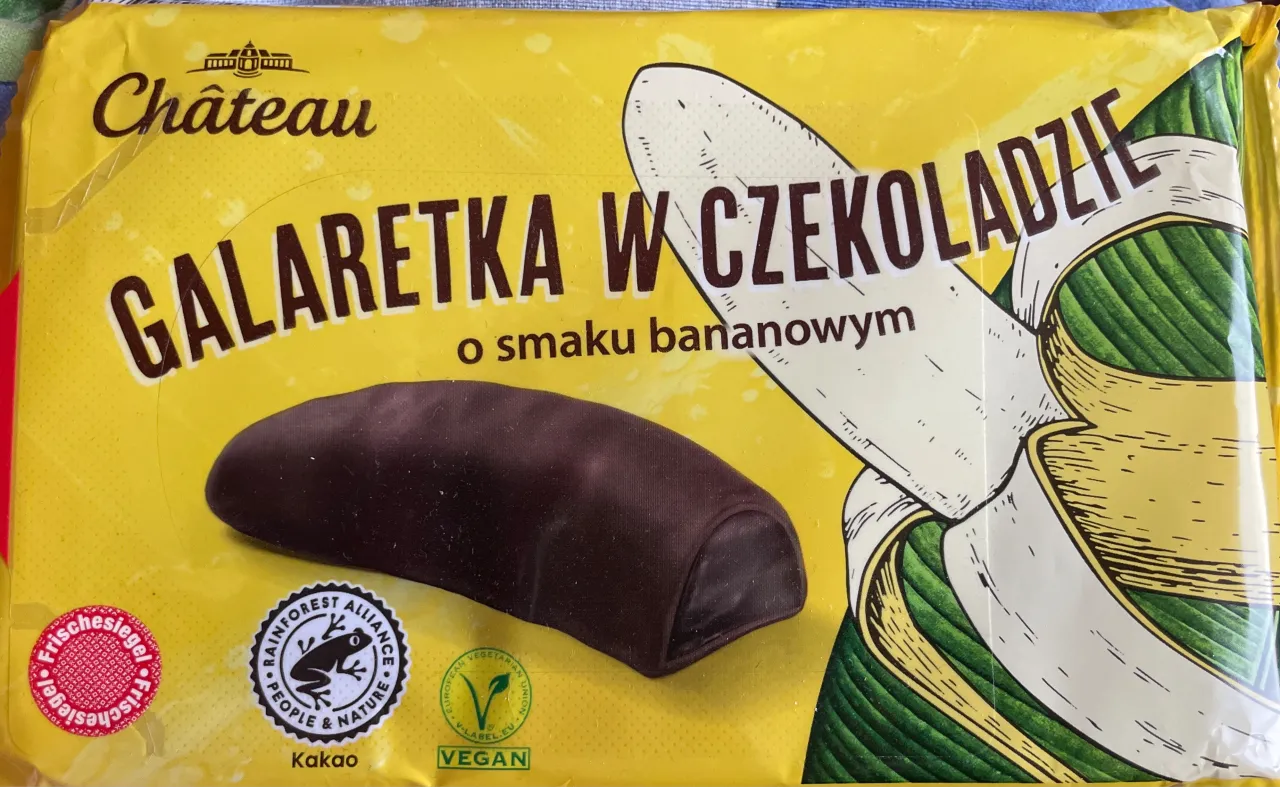 Château
GALARETKA W CZEKOLADZIE
o smaku bananowym
Frischesiegel • Frischesiegel •
RAINFOREST ALLIANCE
• PEOPLE & NATURE •
Kakao
EUROPEAN VEGETARIAN UNION
• V-LABEL.EU •
VEGAN